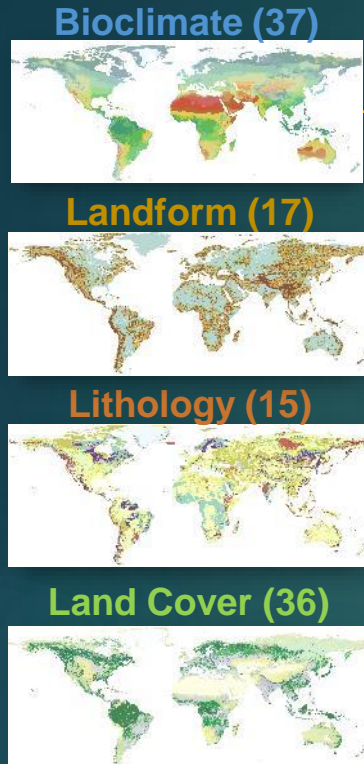 Bioclimate (37)
Landform (17)
Lithology (15)
Land Cover (36)